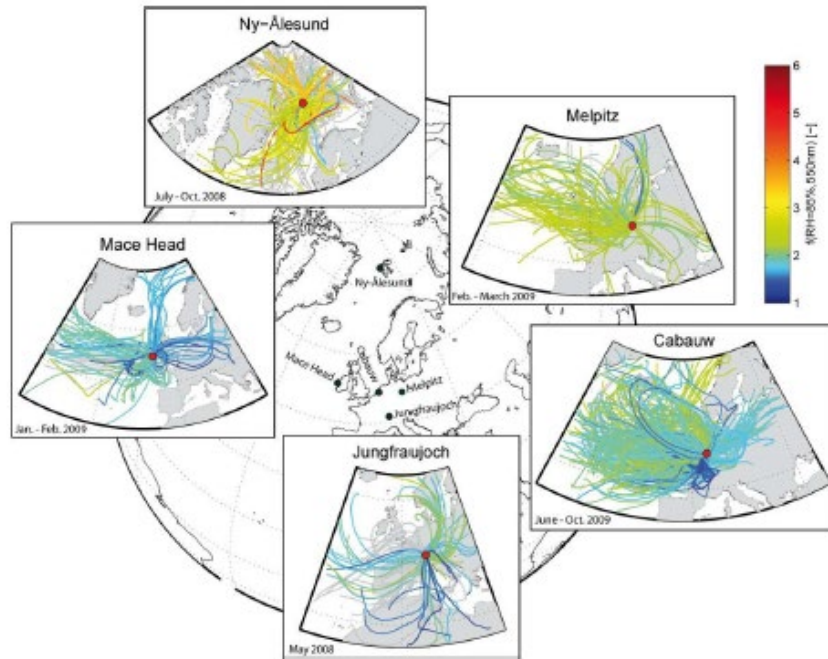 Ny-Ålesund
July - Oct. 2008
Melpitz
Feb. - March 2009
6
5
4
3
2
1
f(RH=85%,550nm) [-]
Mace Head
Jan. - Feb. 2009
Cabauw
June - Oct. 2009
Jungfraujoch
May 2008
Ny-Ålesund
Mace Head
Cabauw
Melpitz
Jungfraujoch